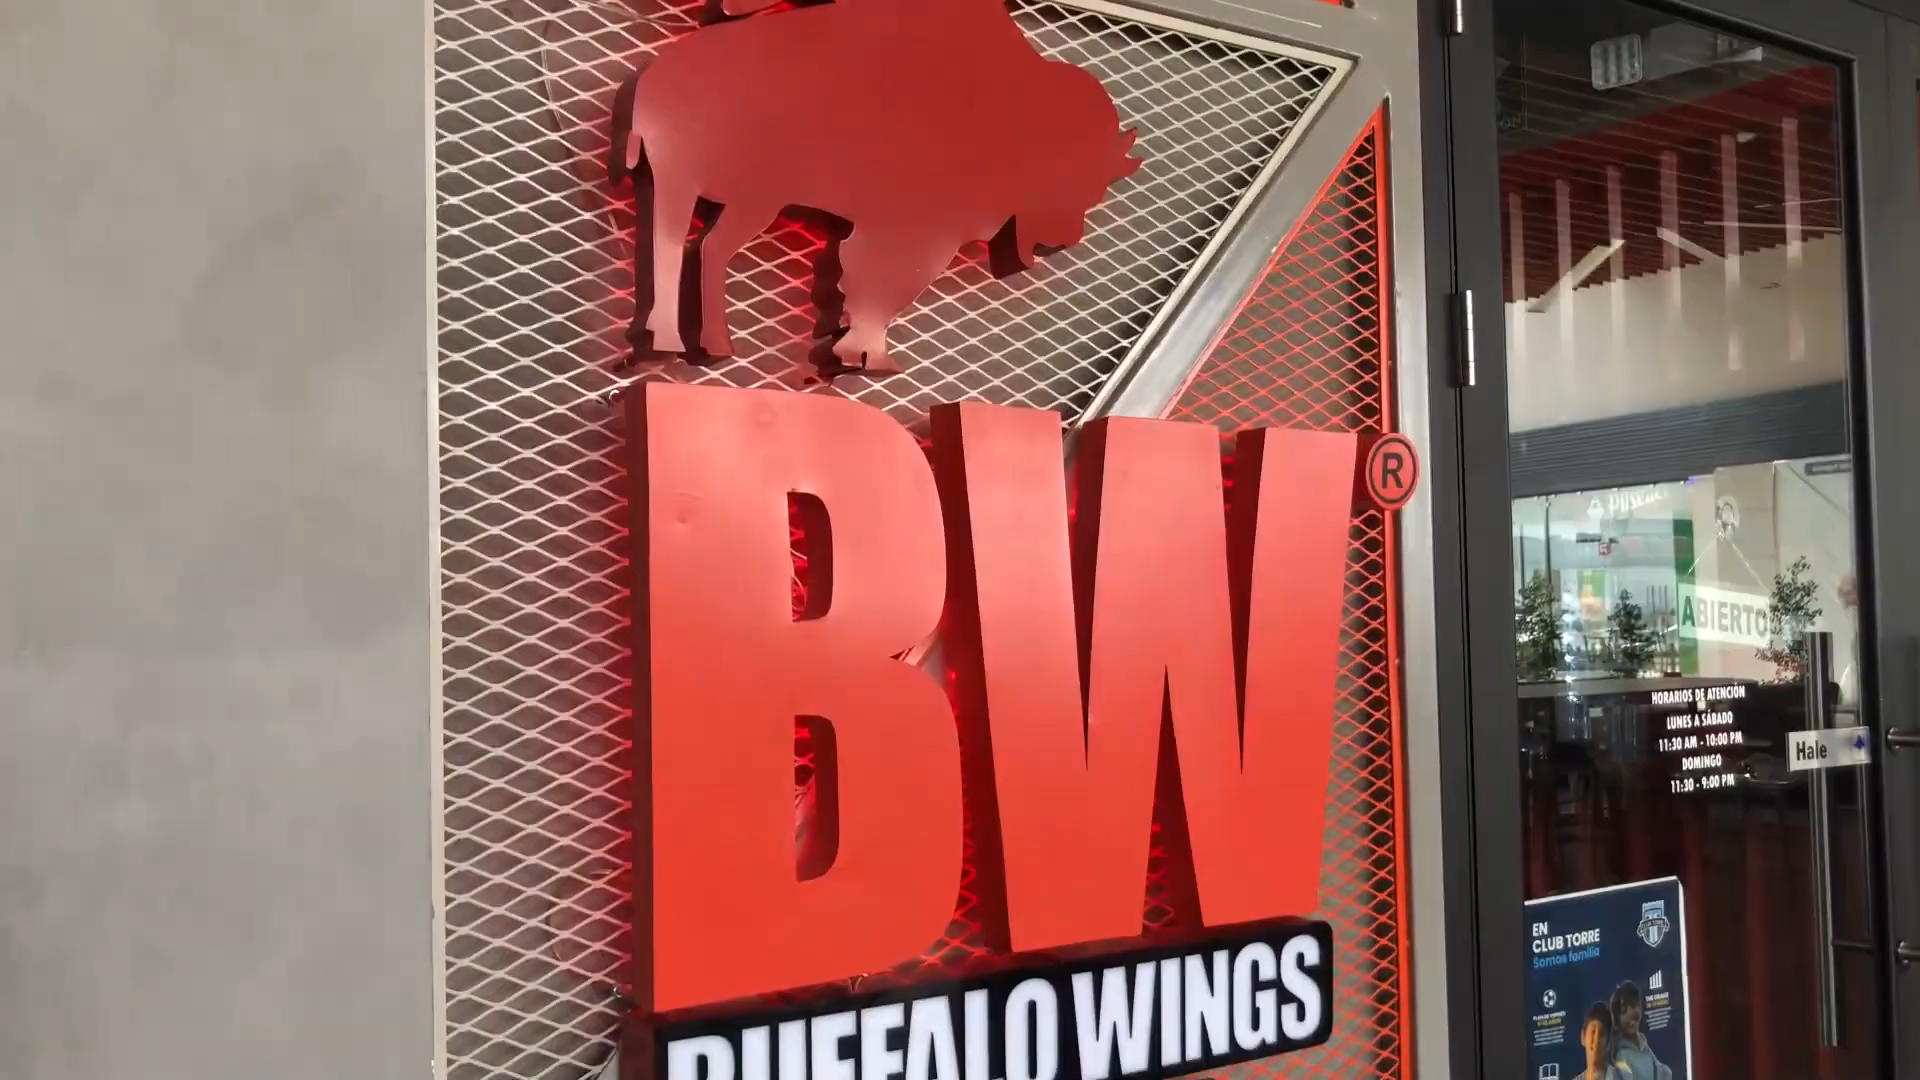 BW
®
BUFFALO WINGS
Pilsener
ABIERTO
HORARIOS DE ATENCIÓN
LUNES A SÁBADO
11:30 AM - 10:00 PM
DOMINGO
11:30 - 9:00 PM
Hale
EN
CLUB TORRE
Somos familia